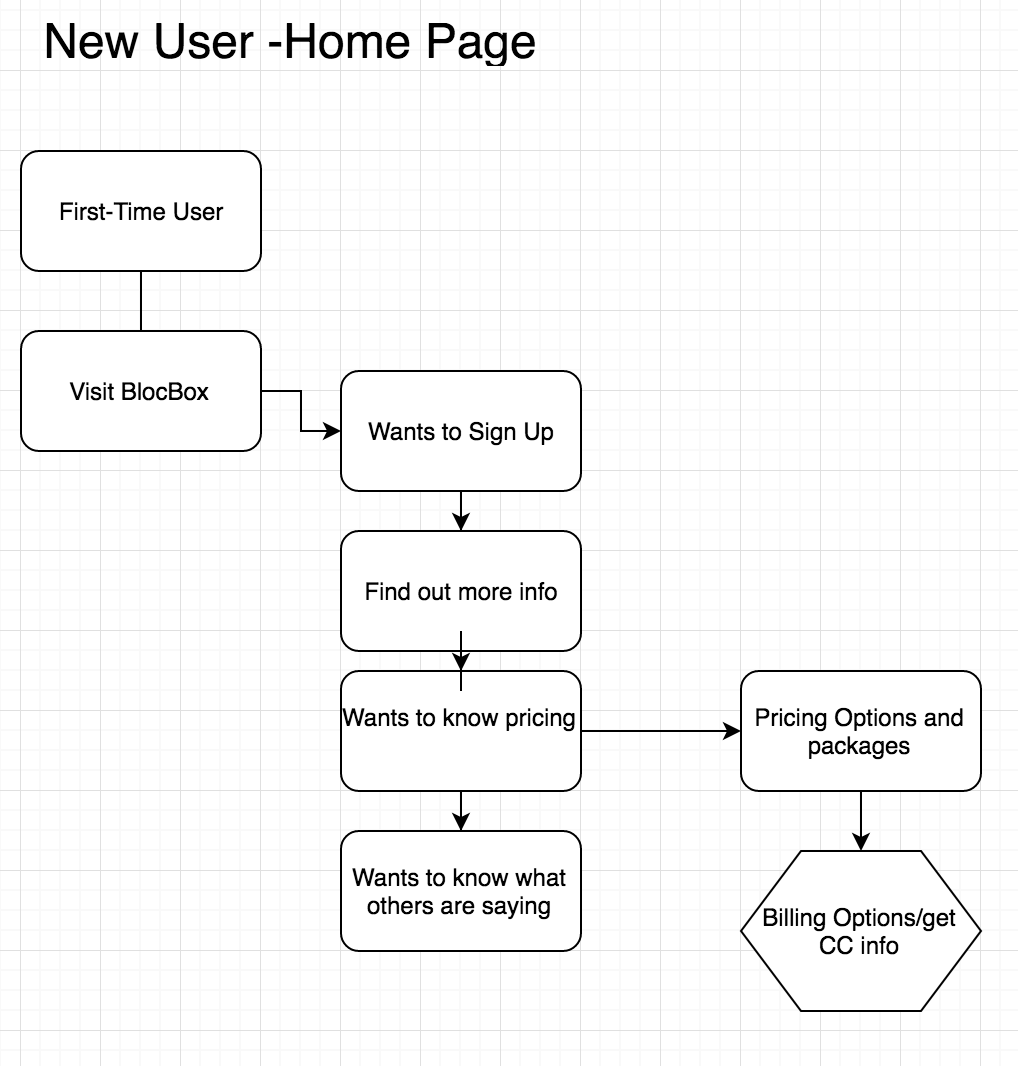 New User -Home Page
First-Time User
Visit BlocBox
Wants to Sign Up
Find out more info
Wants to know pricing
Pricing Options and
packages
Wants to know what
others are saying
Billing Options/get
CC info